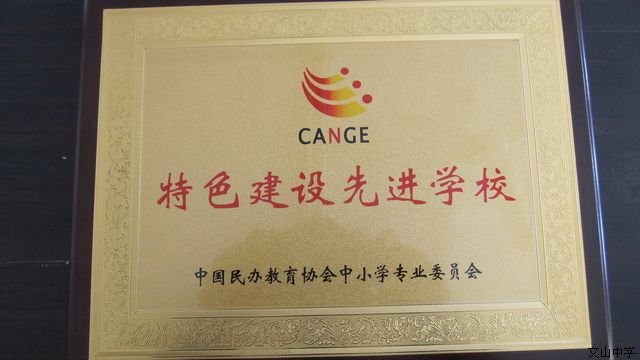 CANGE
特色建设先进学校
中国民办教育协会中小学专业委员会
文山中学